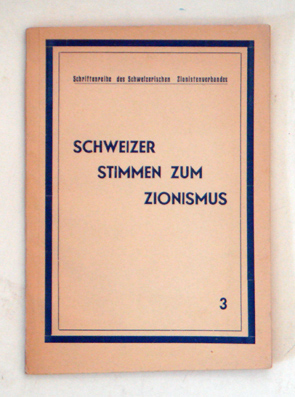 Schriftenreihe des Schweizerischen Zionistenverbandes
SCHWEIZER
STIMMEN ZUM
ZIONISMUS
3